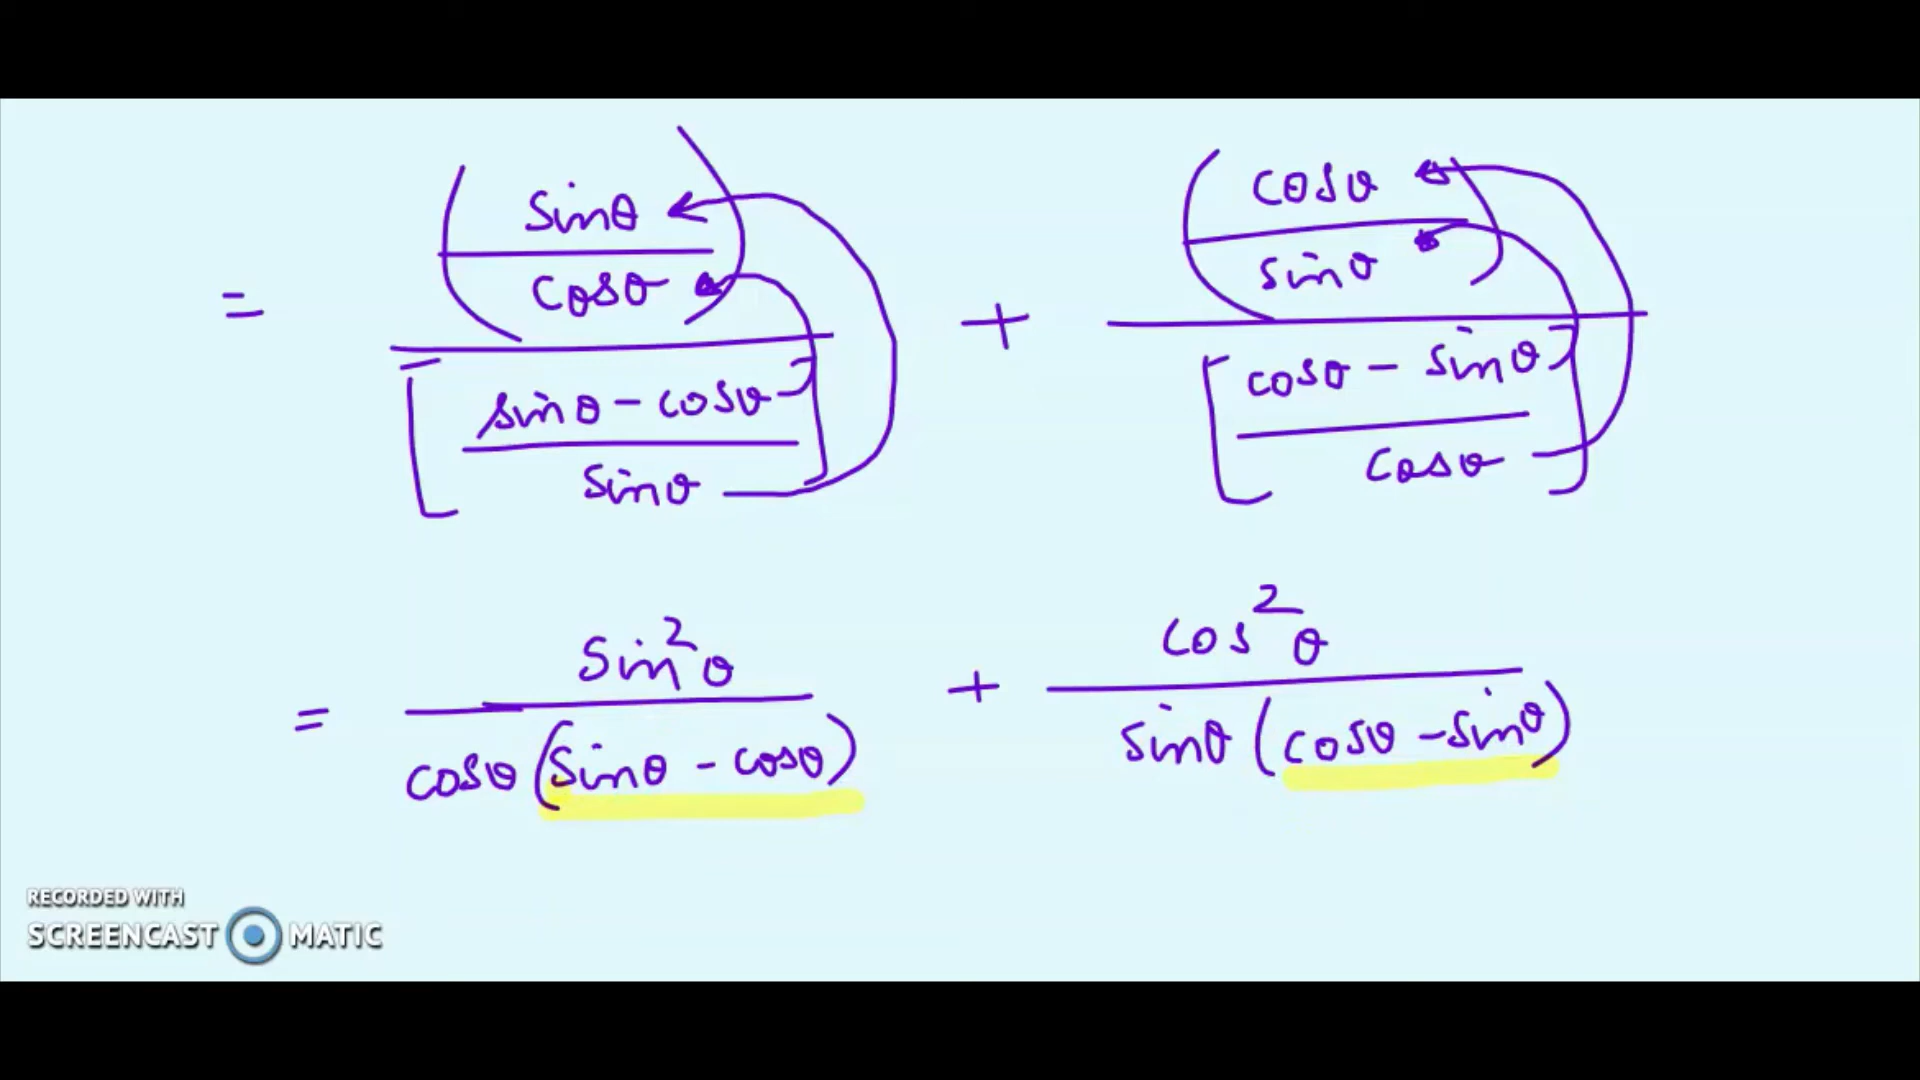 = (sinθ / cosθ) / [sinθ - cosθ / sinθ] + (cosθ / sinθ) / [cosθ - sinθ / cosθ]
= sin²θ / cosθ (sinθ - cosθ) + cos²θ / sinθ (cosθ - sinθ)
RECORDED WITH
SCREENCAST MATIC